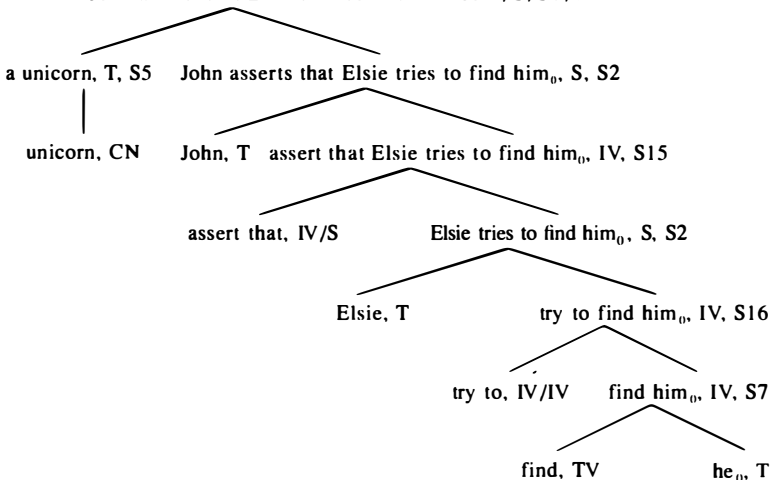 a unicorn, T, S5 John asserts that Elsie tries to find him₀, S, S2
unicorn, CN John, T assert that Elsie tries to find him₀, IV, S15
assert that, IV/S Elsie tries to find him₀, S, S2
Elsie, T try to find him₀, IV, S16
try to, IV/IV find him₀, IV, S7
find, TV he₀, T